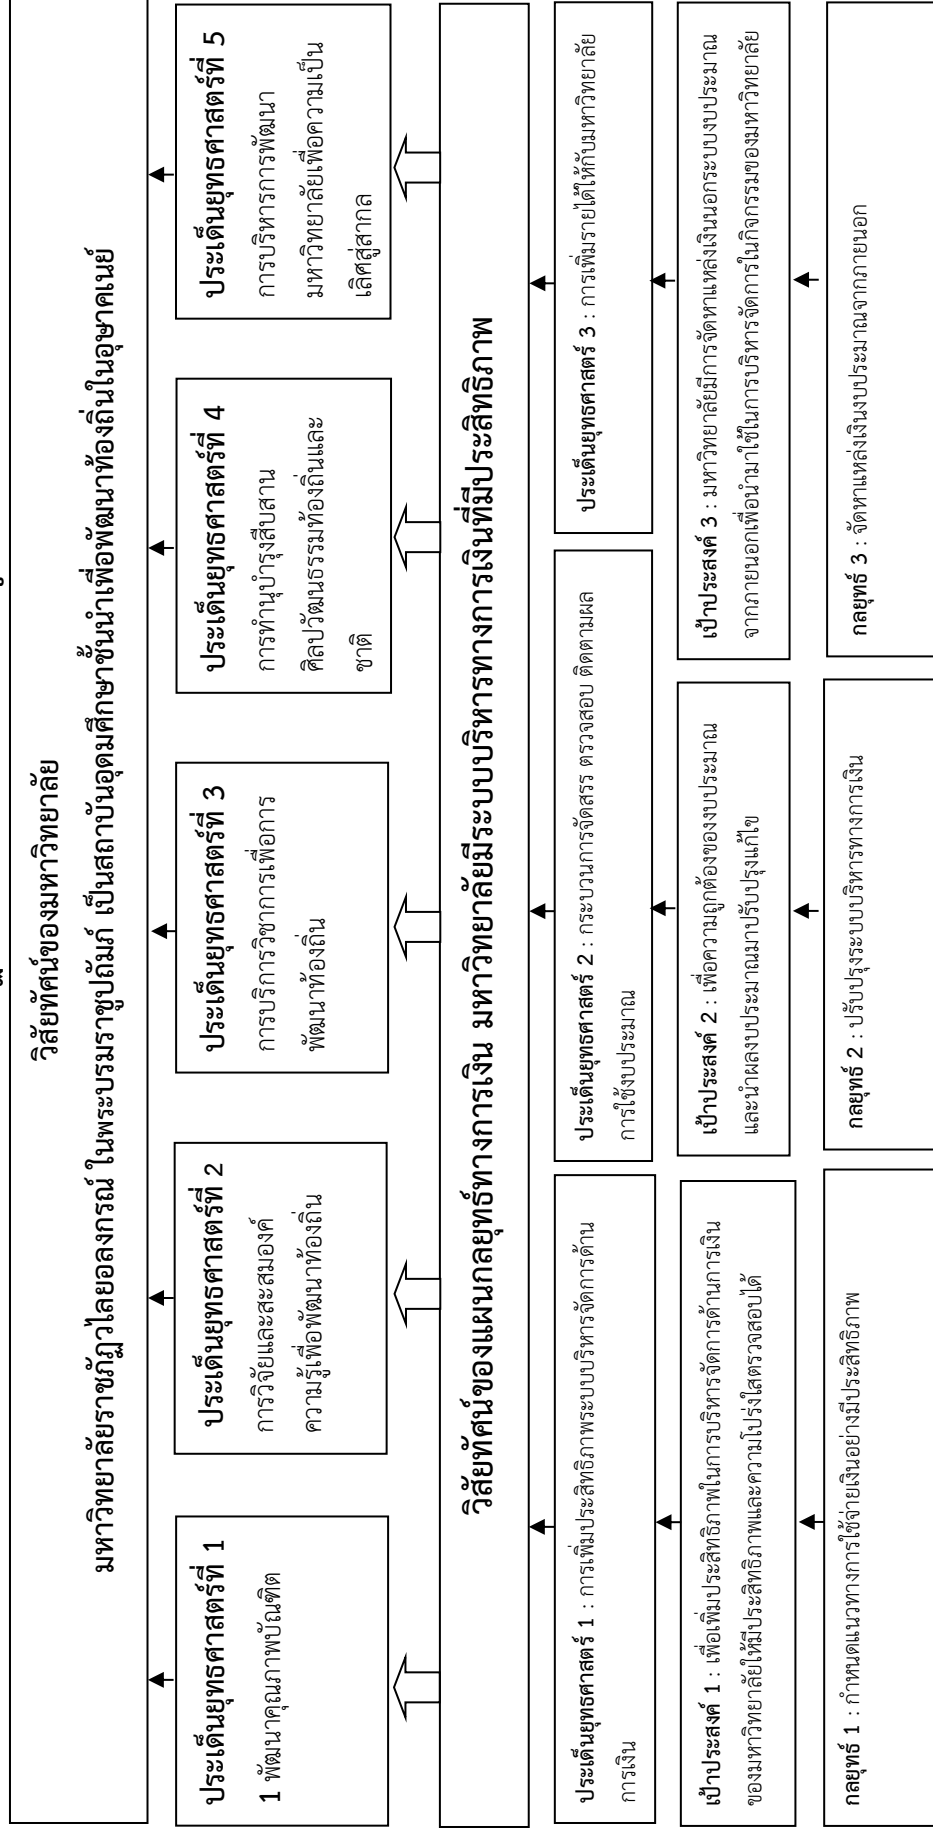 วิสัยทัศน์ของมหาวิทยาลัย
มหาวิทยาลัยราชภัฏวไลยอลงกรณ์ ในพระบรมราชูปถัมภ์ เป็นสถาบันอุดมศึกษาชั้นนำเพื่อพัฒนาท้องถิ่นในอุษาคเนย์
ประเด็นยุทธศาสตร์ที่ 1
1 พัฒนาคุณภาพบัณฑิต
ประเด็นยุทธศาสตร์ที่ 2
การวิจัยและสะสมองค์
ความรู้เพื่อพัฒนาท้องถิ่น
ประเด็นยุทธศาสตร์ที่ 3
การบริการวิชาการเพื่อการ
พัฒนาท้องถิ่น
ประเด็นยุทธศาสตร์ที่ 4
การทำนุบำรุงสืบสาน
ศิลปวัฒนธรรมท้องถิ่นและ
ชาติ
ประเด็นยุทธศาสตร์ที่ 5
การบริหารการพัฒนา
มหาวิทยาลัยเพื่อความเป็น
เลิศสู่สากล
วิสัยทัศน์ของแผนกลยุทธ์ทางการเงิน มหาวิทยาลัยมีระบบบริหารทางการเงินที่มีประสิทธิภาพ
ประเด็นยุทธศาสตร์ 1 : การเพิ่มประสิทธิภาพระบบบริหารจัดการด้าน
การเงิน
ประเด็นยุทธศาสตร์ 2 : กระบวนการจัดสรร ตรวจสอบ ติดตามผล
การใช้งบประมาณ
ประเด็นยุทธศาสตร์ 3 : การเพิ่มรายได้ให้กับมหาวิทยาลัย
เป้าประสงค์ 1 : เพื่อเพิ่มประสิทธิภาพในการบริหารจัดการด้านการเงิน
ของมหาวิทยาลัยให้มีประสิทธิภาพและความโปร่งใสตรวจสอบได้
เป้าประสงค์ 2 : เพื่อความถูกต้องของงบประมาณ
และนำผลงบประมาณมาปรับปรุงแก้ไข
เป้าประสงค์ 3 : มหาวิทยาลัยมีการจัดหาแหล่งเงินนอกระบบงบประมาณ
จากภายนอกเพื่อนำมาใช้ในการบริหารจัดการในกิจกรรมของมหาวิทยาลัย
กลยุทธ์ 1 : กำหนดแนวทางการใช้จ่ายเงินอย่างมีประสิทธิภาพ
กลยุทธ์ 2 : ปรับปรุงระบบบริหารทางการเงิน
กลยุทธ์ 3 : จัดหาแหล่งเงินงบประมาณจากภายนอก